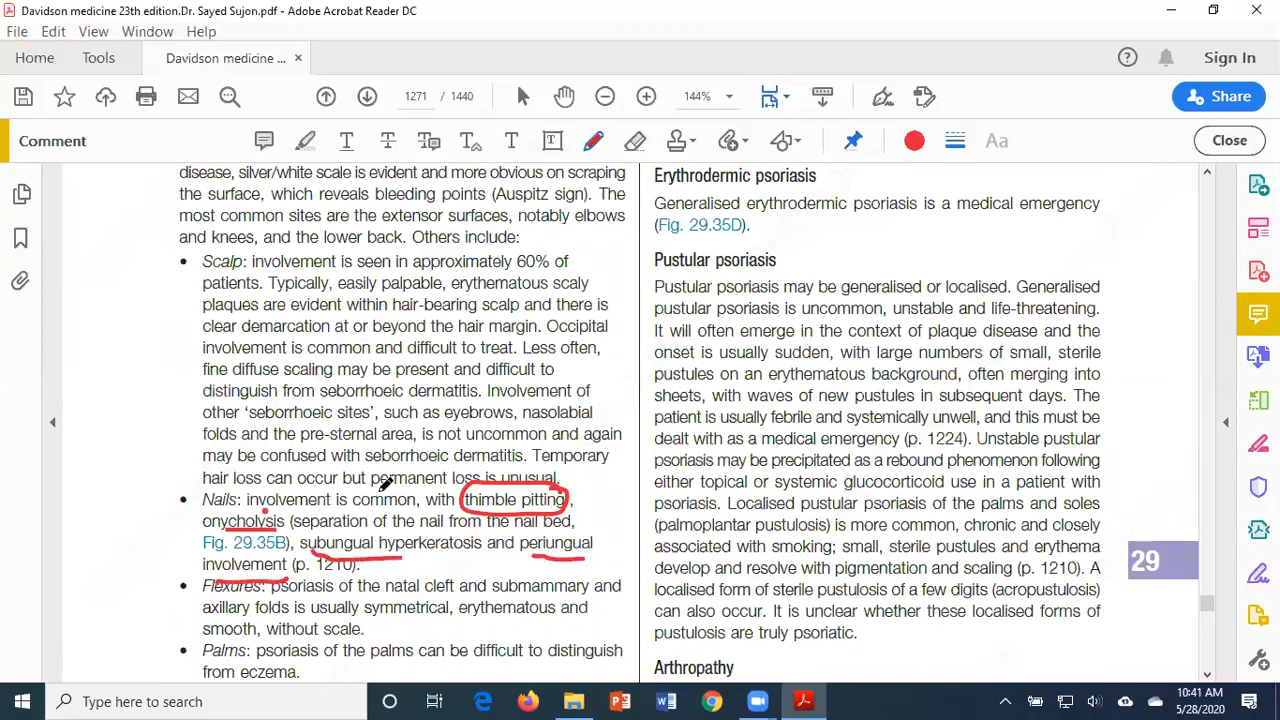 Davidson medicine 23th edition.Dr. Sayed Sujon.pdf - Adobe Acrobat Reader DC
File Edit View Window Help
Home Tools Davidson medicine ... × Sign In
1271 / 1440 144% Share
Comment Close
disease, silver/white scale is evident and more obvious on scraping
the surface, which reveals bleeding points (Auspitz sign). The
most common sites are the extensor surfaces, notably elbows
and knees, and the lower back. Others include:
• Scalp: involvement is seen in approximately 60% of
patients. Typically, easily palpable, erythematous scaly
plaques are evident within hair-bearing scalp and there is
clear demarcation at or beyond the hair margin. Occipital
involvement is common and difficult to treat. Less often,
fine diffuse scaling may be present and difficult to
distinguish from seborrhoeic dermatitis. Involvement of
other ‘seborrhoeic sites’, such as eyebrows, nasolabial
folds and the pre-sternal area, is not uncommon and again
may be confused with seborrhoeic dermatitis. Temporary
hair loss can occur but permanent loss is unusual.
• Nails: involvement is common, with ‘thimble pitting’,
onycholysis (separation of the nail from the nail bed,
Fig. 29.35B), subungual hyperkeratosis and periungual
involvement (p. 1210).
• Flexures: psoriasis of the natal cleft and submammary and
axillary folds is usually symmetrical, erythematous and
smooth, without scale.
• Palms: psoriasis of the palms can be difficult to distinguish
from eczema.
Erythrodermic psoriasis
Generalised erythrodermic psoriasis is a medical emergency
(Fig. 29.35D).
Pustular psoriasis
Pustular psoriasis may be generalised or localised. Generalised
pustular psoriasis is uncommon, unstable and life-threatening.
It will often emerge in the context of plaque disease and the
onset is usually sudden, with large numbers of small, sterile
pustules on an erythematous background, often merging into
sheets, with waves of new pustules in subsequent days. The
patient is usually febrile and systemically unwell, and this must be
dealt with as a medical emergency (p. 1224). Unstable pustular
psoriasis may be precipitated as a rebound phenomenon following
either topical or systemic glucocorticoid use in a patient with
psoriasis. Localised pustular psoriasis of the palms and soles
(palmoplantar pustulosis) is more common, chronic and closely
associated with smoking; small, sterile pustules and erythema
develop and resolve with pigmentation and scaling (p. 1210). A
localised form of sterile pustulosis of a few digits (acropustulosis)
can also occur. It is unclear whether these localised forms of
pustulosis are truly psoriatic.
Arthropathy
29
Type here to search
10:41 AM
5/28/2020